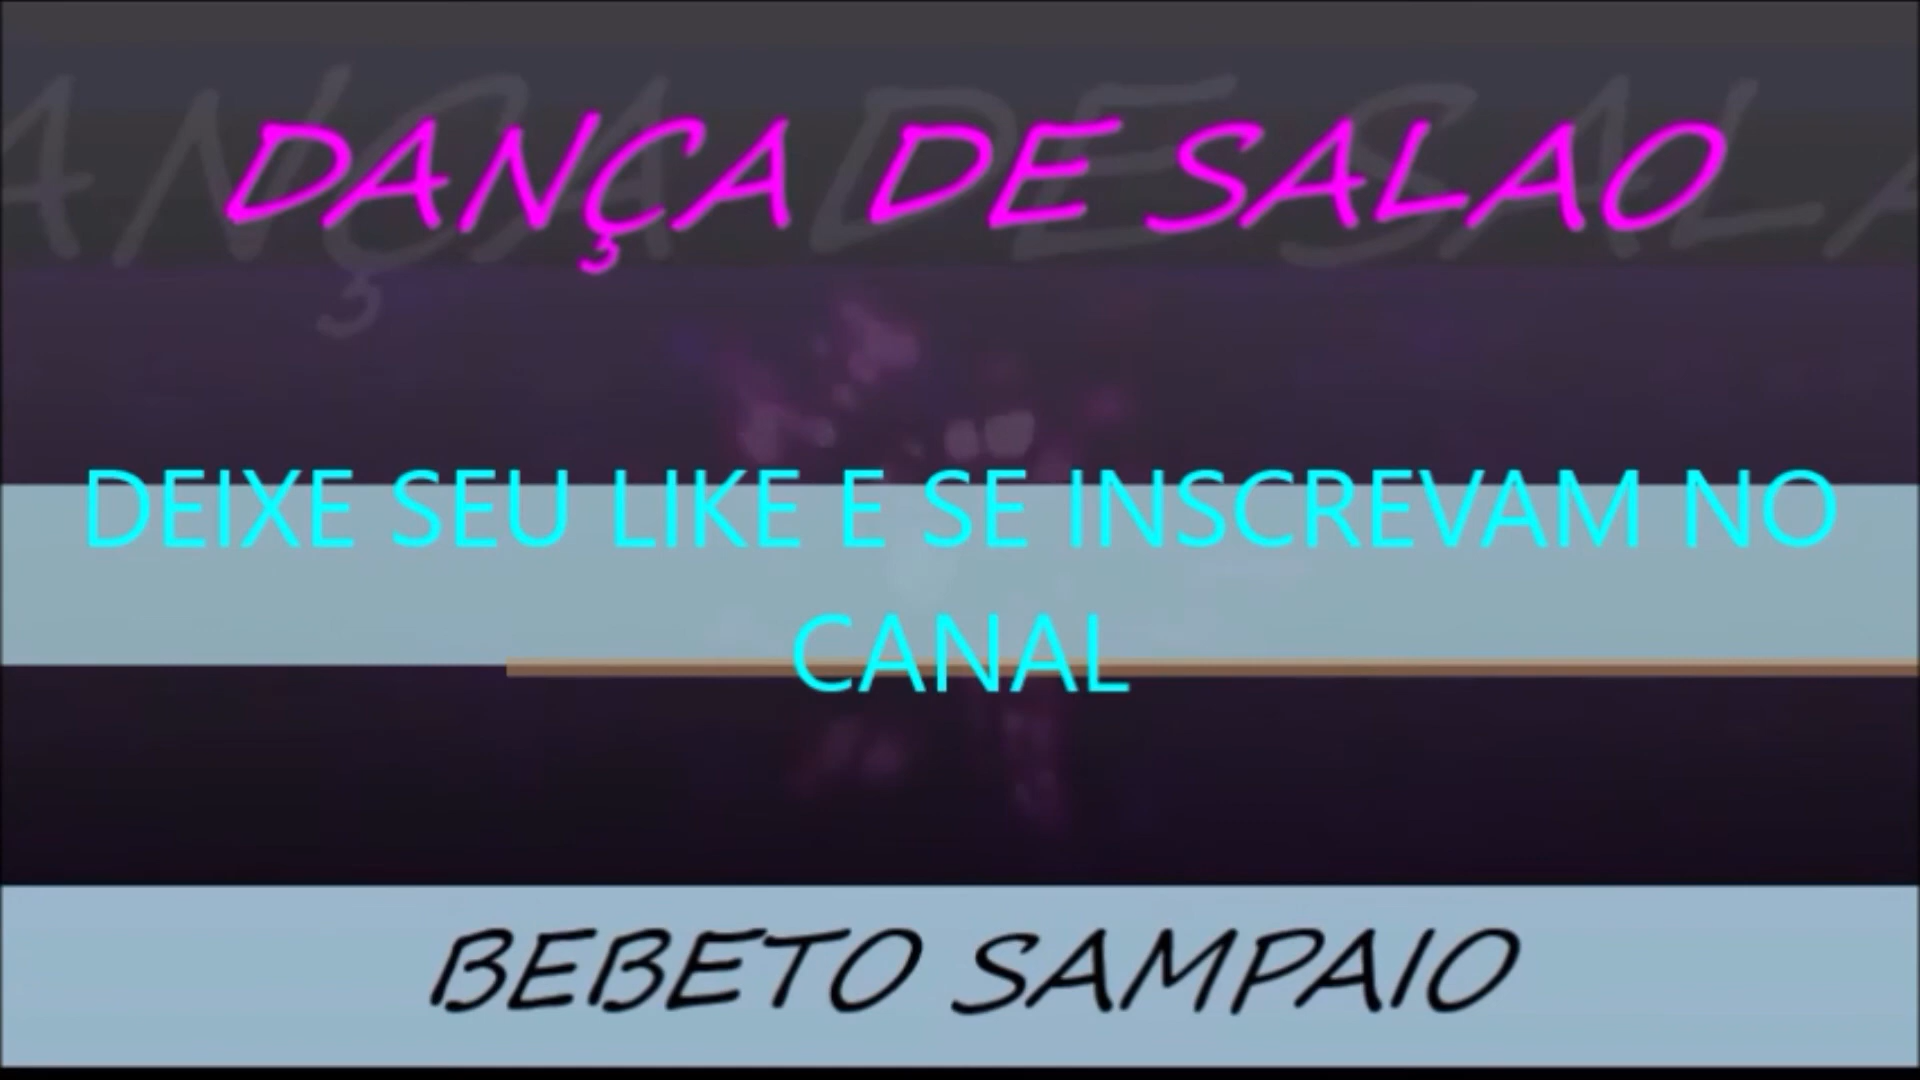 DANÇA DE SALAO
DEIXE SEU LIKE E SE INSCREVAM NO
CANAL
BEBETO SAMPAIO